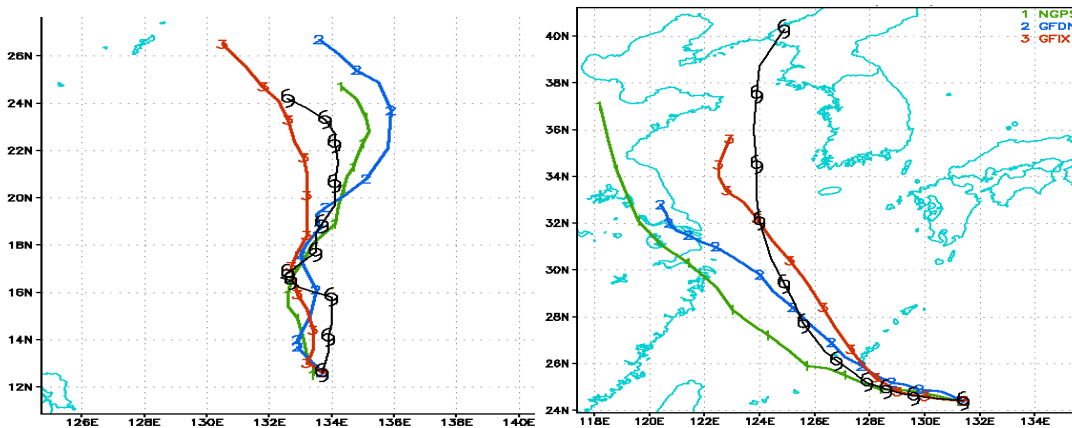 26N
24N
22N
20N
18N
16N
14N
12N
126E
128E
130E
132E
134E
136E
138E
140E
1 NGPS
2 GFDN
3 GFIX
40N
38N
36N
34N
32N
30N
28N
26N
24N
118E
120E
122E
124E
126E
128E
130E
132E
134E